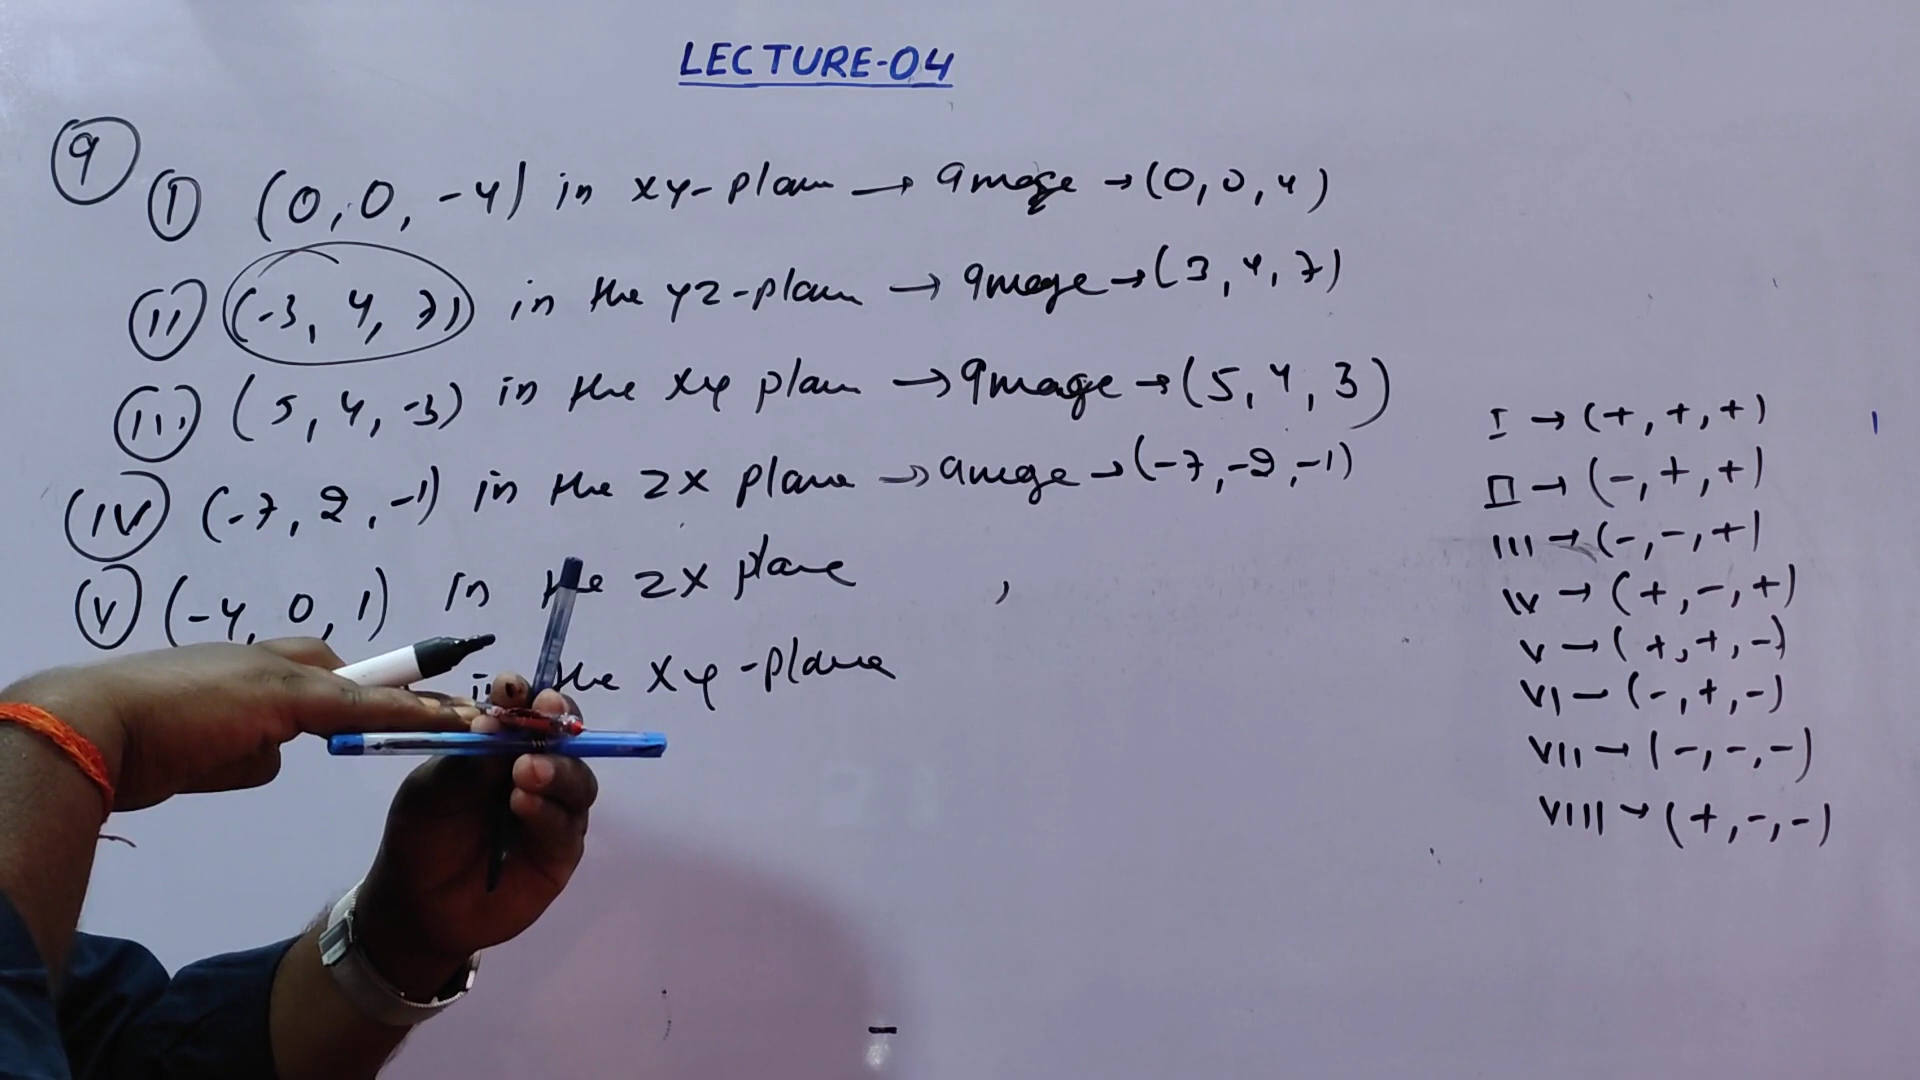 LECTURE-04
9
(I) (0, 0, -4) in xy-plane → Image → (0, 0, 4)
(II) (-3, 4, 7) in the yz-plane → Image → (3, 4, 7)
(III) (5, 4, -3) in the xy plane → Image → (5, 4, 3)
(IV) (-7, 2, -1) in the zx plane → Image → (-7, -2, -1)
(V) (-4, 0, 1) in the zx plane ,
in the xy-plane
I → (+, +, +)
II → (-, +, +)
III → (-, -, +)
IV → (+, -, +)
V → (+, +, -)
VI → (-, +, -)
VII → (-, -, -)
VIII → (+, -, -)